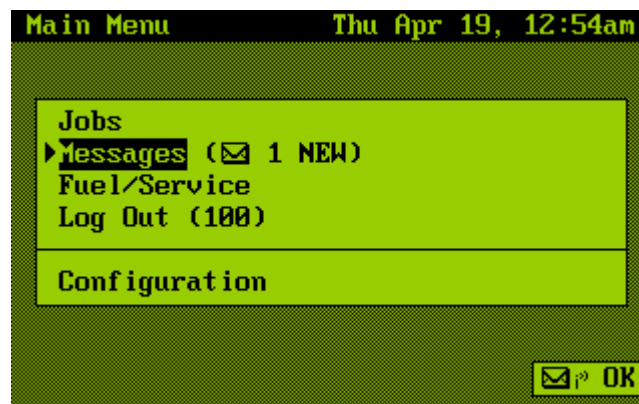 Main Menu Thu Apr 19, 12:54am
Jobs
Messages (✉ 1 NEW)
Fuel/Service
Log Out (100)
Configuration
OK